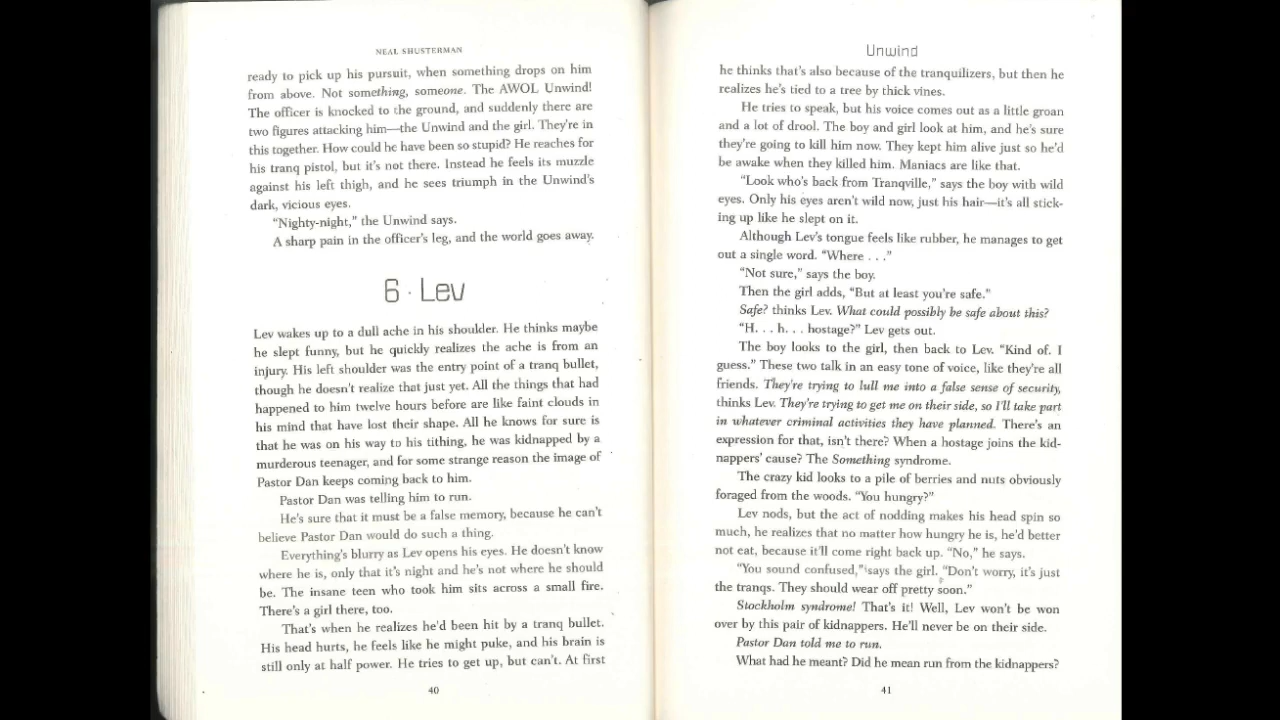 NEAL SHUSTERMAN
ready to pick up his pursuit, when something drops on him
from above. Not something, someone. The AWOL Unwind!
The officer is knocked to the ground, and suddenly there are
two figures attacking him—the Unwind and the girl. They're in
this together. How could he have been so stupid? He reaches for
his tranq pistol, but it's not there. Instead he feels its muzzle
against his left thigh, and he sees triumph in the Unwind's
dark, vicious eyes.
"Nighty-night," the Unwind says.
A sharp pain in the officer's leg, and the world goes away.
6 · Lev
Lev wakes up to a dull ache in his shoulder. He thinks maybe
he slept funny, but he quickly realizes the ache is from an
injury. His left shoulder was the entry point of a tranq bullet,
though he doesn't realize that just yet. All the things that had
happened to him twelve hours before are like faint clouds in
his mind that have lost their shape. All he knows for sure is
that he was on his way to his tithing, he was kidnapped by a
murderous teenager, and for some strange reason the image of
Pastor Dan keeps coming back to him.
Pastor Dan was telling him to run.
He's sure that it must be a false memory, because he can't
believe Pastor Dan would do such a thing.
Everything's blurry as Lev opens his eyes. He doesn't know
where he is, only that it's night and he's not where he should
be. The insane teen who took him sits across a small fire.
There's a girl there, too.
That's when he realizes he'd been hit by a tranq bullet.
His head hurts, he feels like he might puke, and his brain is
still only at half power. He tries to get up, but can't. At first
40
Unwind
he thinks that's also because of the tranquilizers, but then he
realizes he's tied to a tree by thick vines.
He tries to speak, but his voice comes out as a little groan
and a lot of drool. The boy and girl look at him, and he's sure
they're going to kill him now. They kept him alive just so he'd
be awake when they killed him. Maniacs are like that.
"Look who's back from Tranqville," says the boy with wild
eyes. Only his eyes aren't wild now, just his hair—it's all stick-
ing up like he slept on it.
Although Lev's tongue feels like rubber, he manages to get
out a single word. "Where . . ."
"Not sure," says the boy.
Then the girl adds, "But at least you're safe."
Safe? thinks Lev. What could possibly be safe about this?
"H. . . h. . . hostage?" Lev gets out.
The boy looks to the girl, then back to Lev. "Kind of. I
guess." These two talk in an easy tone of voice, like they're all
friends. They're trying to lull me into a false sense of security,
thinks Lev. They're trying to get me on their side, so I'll take part
in whatever criminal activities they have planned. There's an
expression for that, isn't there? When a hostage joins the kid-
nappers' cause? The Something syndrome.
The crazy kid looks to a pile of berries and nuts obviously
foraged from the woods. "You hungry?"
Lev nods, but the act of nodding makes his head spin so
much, he realizes that no matter how hungry he is, he'd better
not eat, because it'll come right back up. "No," he says.
"You sound confused," says the girl. "Don't worry, it's just
the tranqs. They should wear off pretty soon."
Stockholm syndrome! That's it! Well, Lev won't be won
over by this pair of kidnappers. He'll never be on their side.
Pastor Dan told me to run.
What had he meant? Did he mean run from the kidnappers?
41